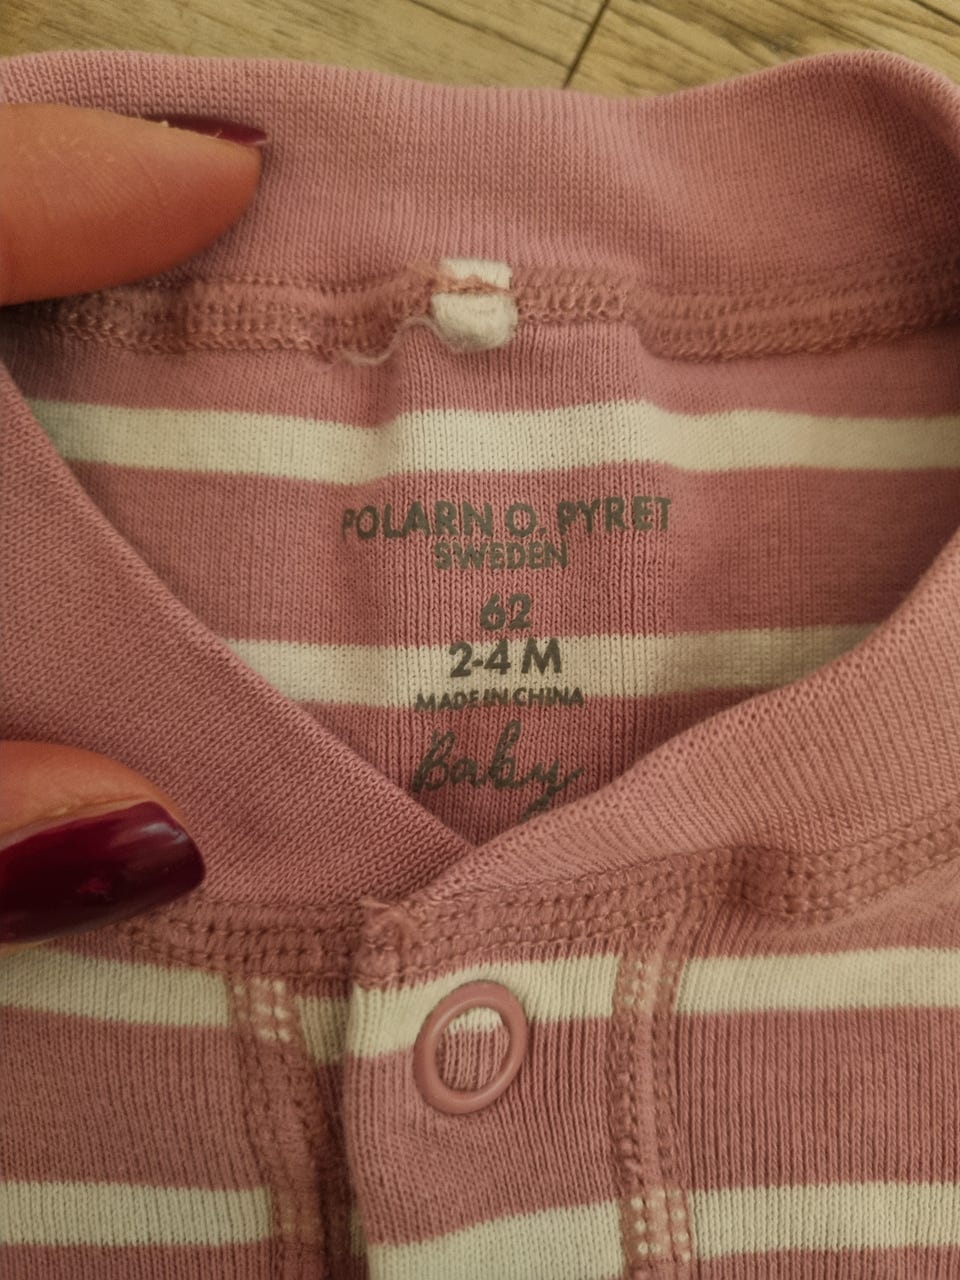 POLARN O. PYRET
SWEDEN
62
2-4 M
MADE IN CHINA
Baby